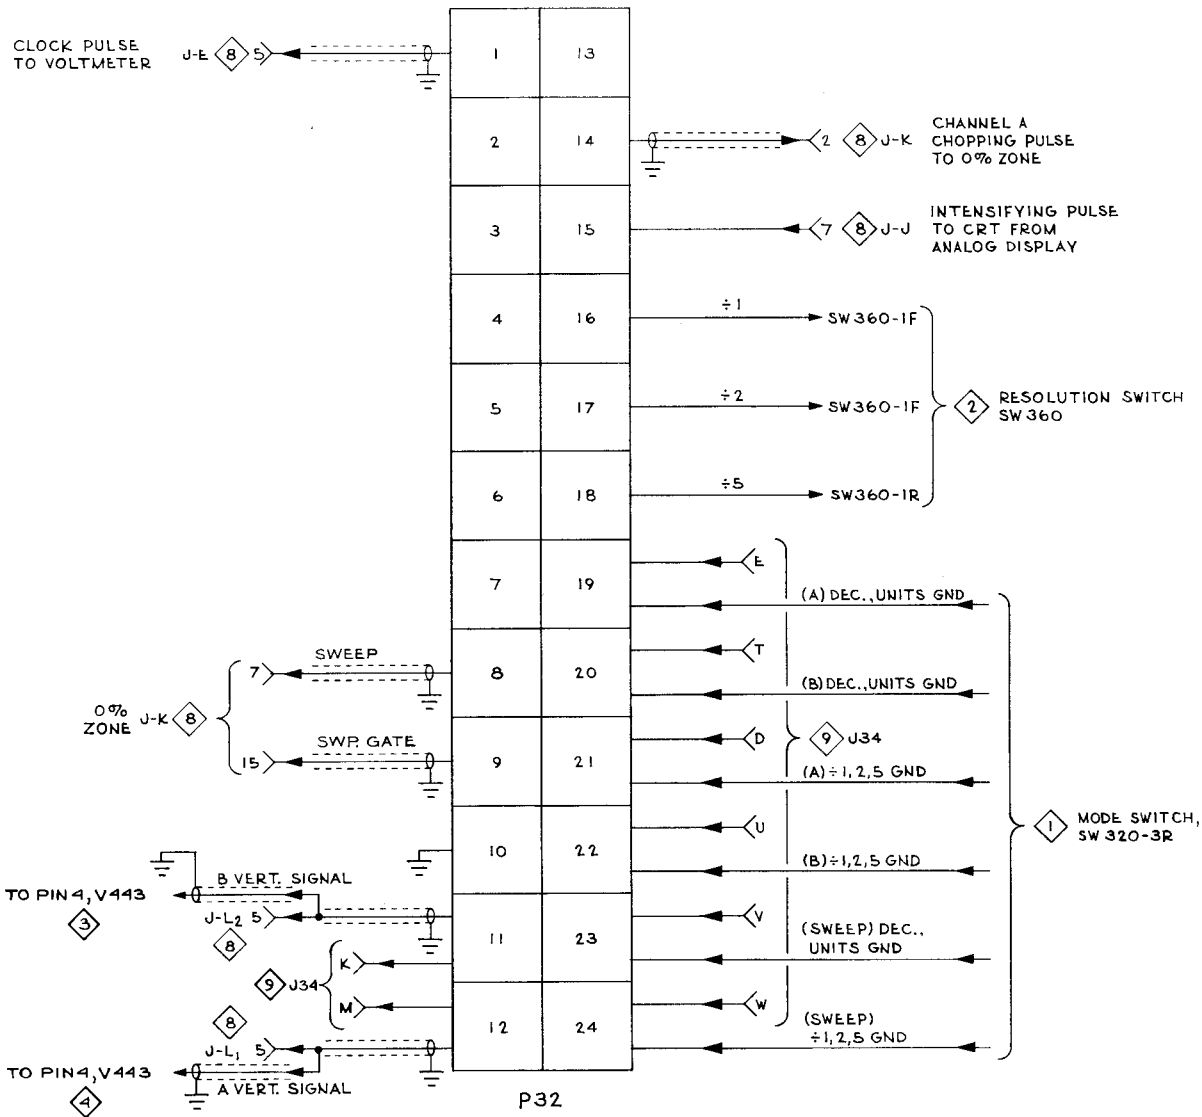 CLOCK PULSE
TO VOLTMETER
J-E 8 5
1 13
2 14
2 8 J-K
CHANNEL A
CHOPPING PULSE
TO 0% ZONE
3 15
7 8 J-J
INTENSIFYING PULSE
TO CRT FROM
ANALOG DISPLAY
4 16
÷1
SW360-1F
5 17
÷2
SW360-1F
2 RESOLUTION SWITCH
SW360
6 18
÷5
SW360-1R
7 19
E
(A) DEC., UNITS GND
SWEEP
7
8 20
T
(B) DEC., UNITS GND
0%
ZONE J-K 8
SWP. GATE
15
9 21
D
9 J34
(A) ÷1,2,5 GND
10 22
U
(B) ÷1,2,5 GND
1 MODE SWITCH,
SW320-3R
B VERT. SIGNAL
TO PIN 4, V443
3
J-L2 5
8
11 23
V
(SWEEP) DEC.,
UNITS GND
9 J34
K
M
12 24
W
(SWEEP)
÷1,2,5 GND
8
J-L1 5
TO PIN 4, V443
4
A VERT. SIGNAL
P32